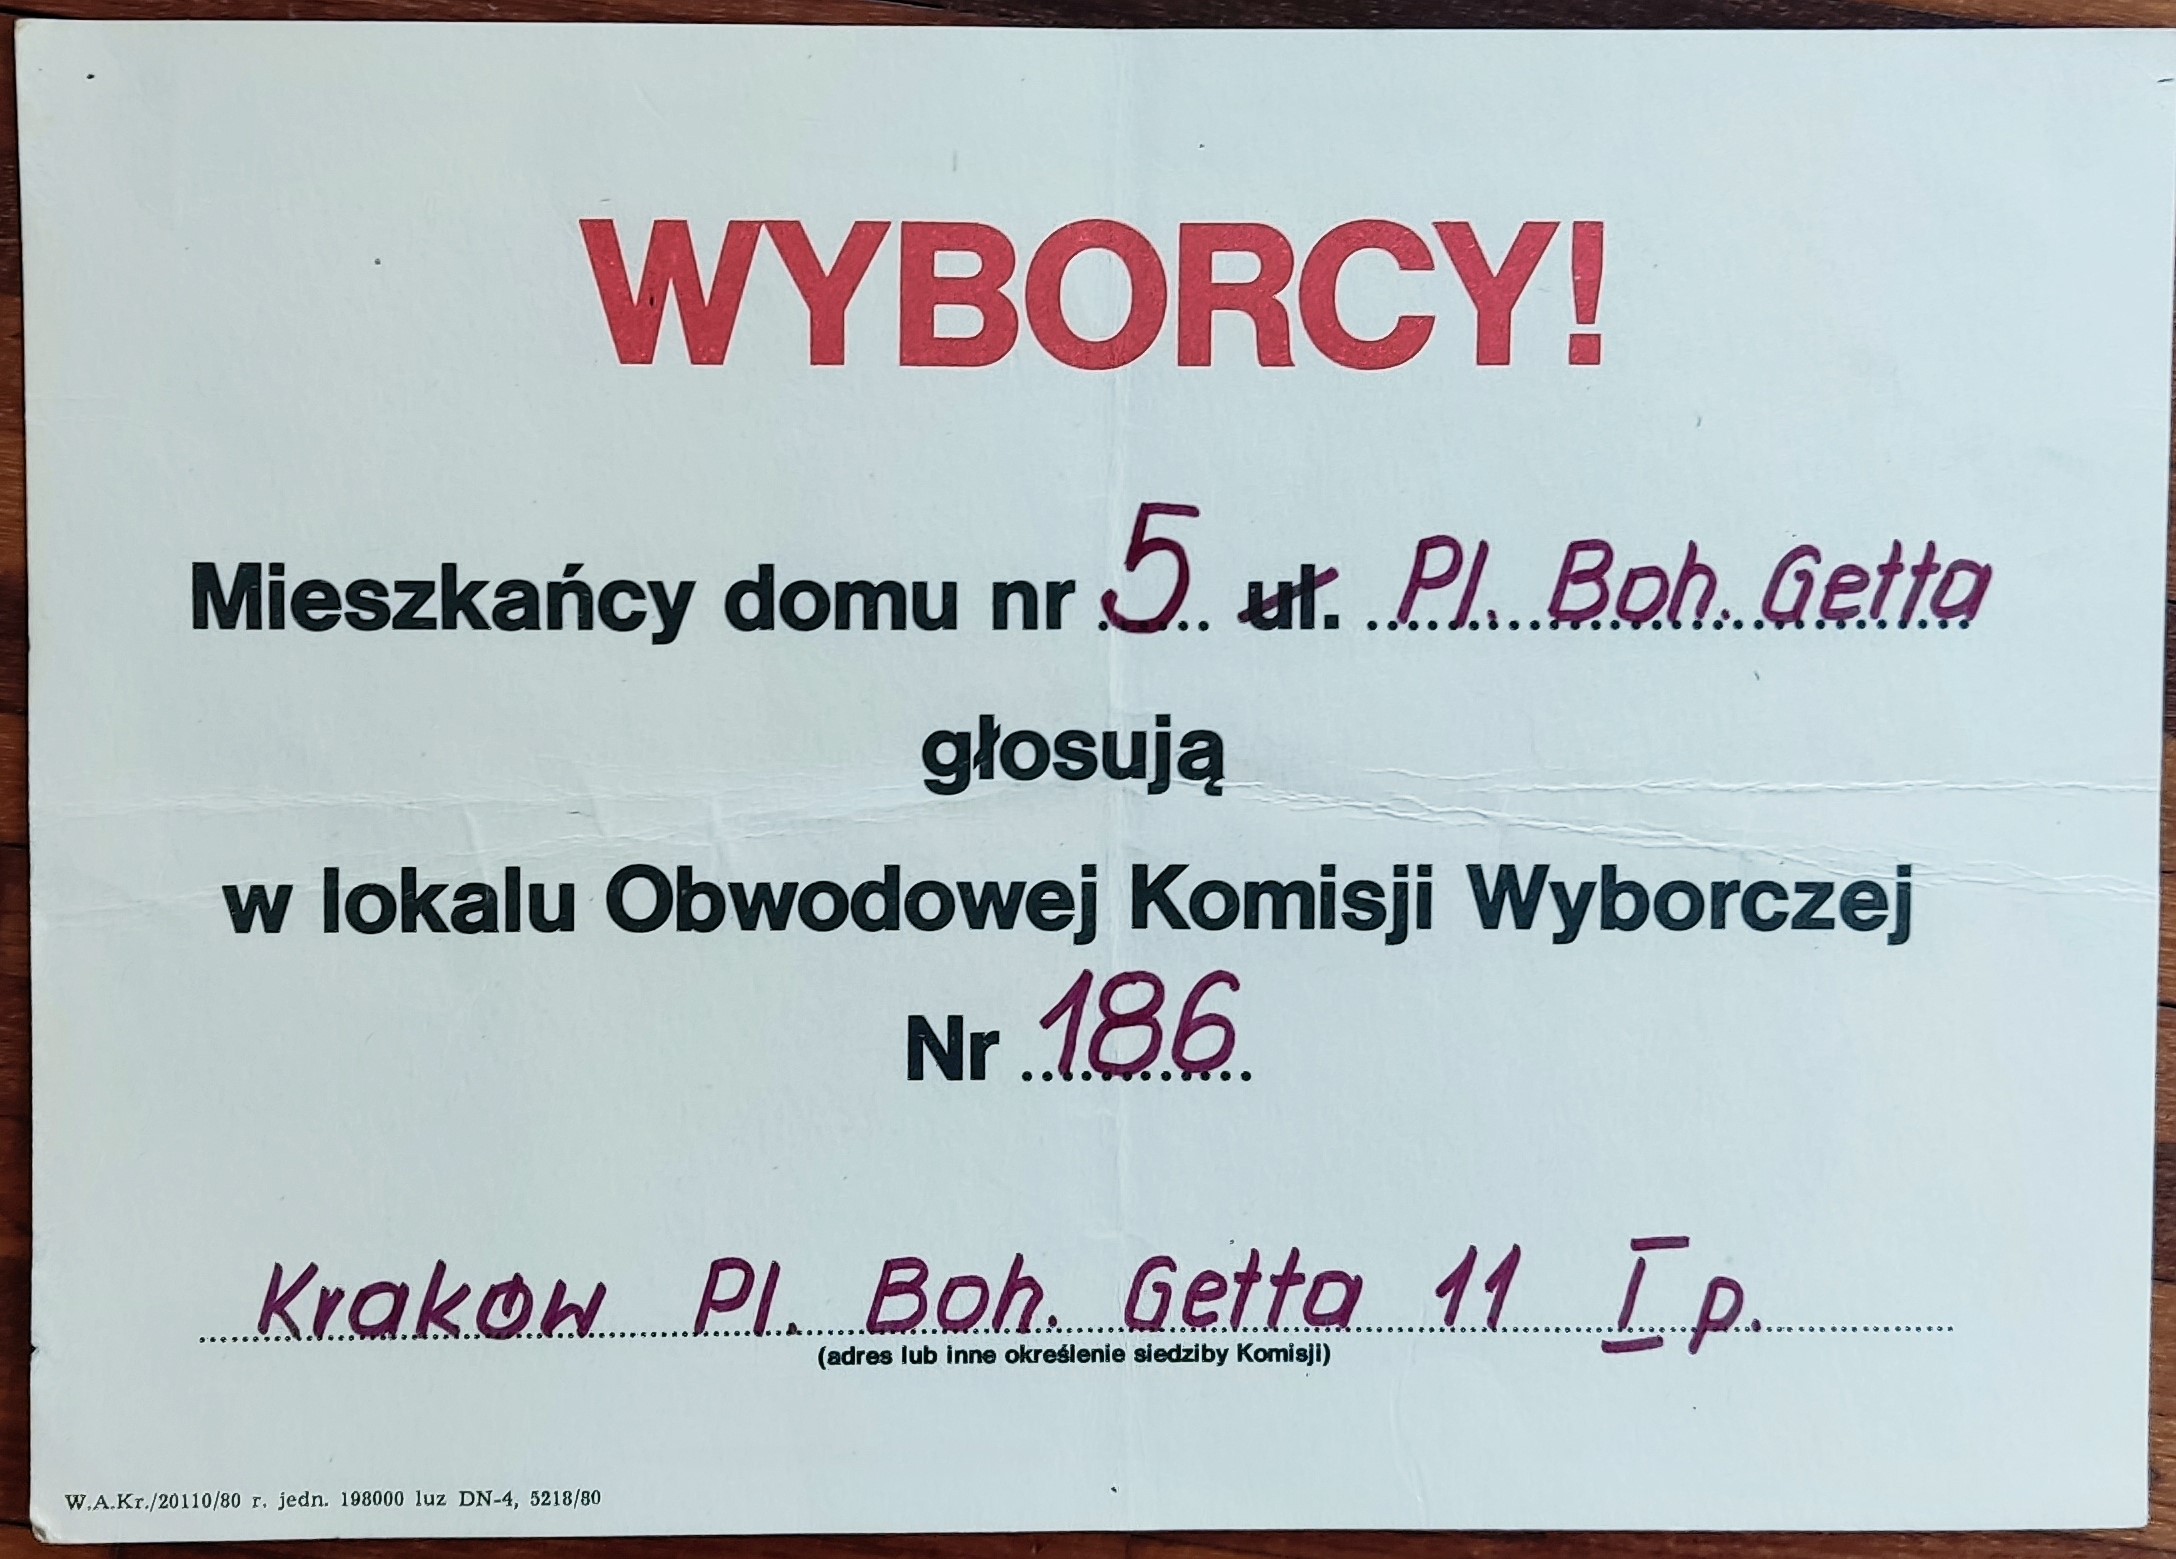 WYBORCY!
Mieszkańcy domu nr 5 ul. Pl. Boh. Getta
głosują
w lokalu Obwodowej Komisji Wyborczej
Nr 186
Kraków Pl. Boh. Getta 11 I p.
(adres lub inne określenie siedziby Komisji)
W.A.Kr./20110/80 r. jedn. 198000 luz DN-4, 5218/80